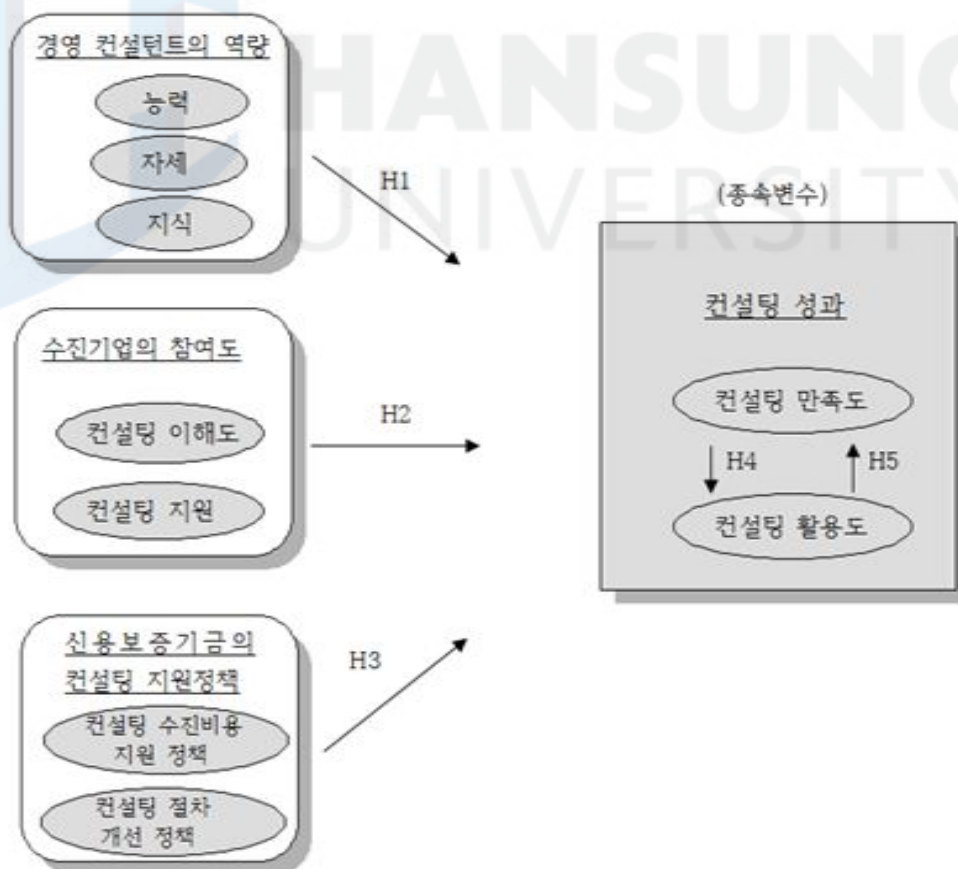 HANSUNG
UNIVERSITY
경영 컨설턴트의 역량
능력
자세
지식
H1
수진기업의 참여도
컨설팅 이해도
컨설팅 지원
H2
신용보증기금의
컨설팅 지원정책
컨설팅 수진비용
지원 정책
컨설팅 절차
개선 정책
H3
(종속변수)
컨설팅 성과
컨설팅 만족도
H4
H5
컨설팅 활용도